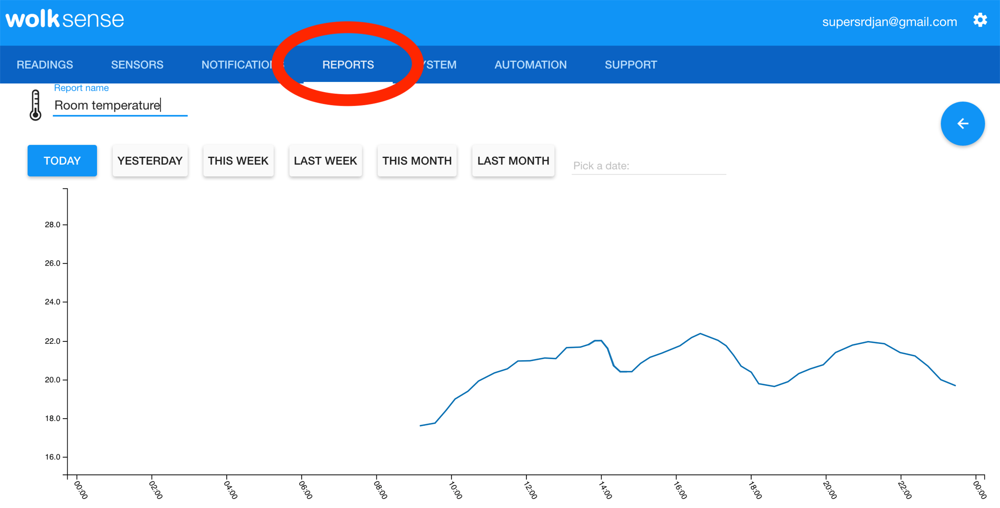 wolksense
supersrdjan@gmail.com
READINGS SENSORS NOTIFICATIONS REPORTS YSTEM AUTOMATION SUPPORT
Report name
Room temperature
TODAY YESTERDAY THIS WEEK LAST WEEK THIS MONTH LAST MONTH Pick a date:
28.0
26.0
24.0
22.0
20.0
18.0
16.0
00:00 02:00 04:00 06:00 08:00 10:00 12:00 14:00 16:00 18:00 20:00 22:00 00:00